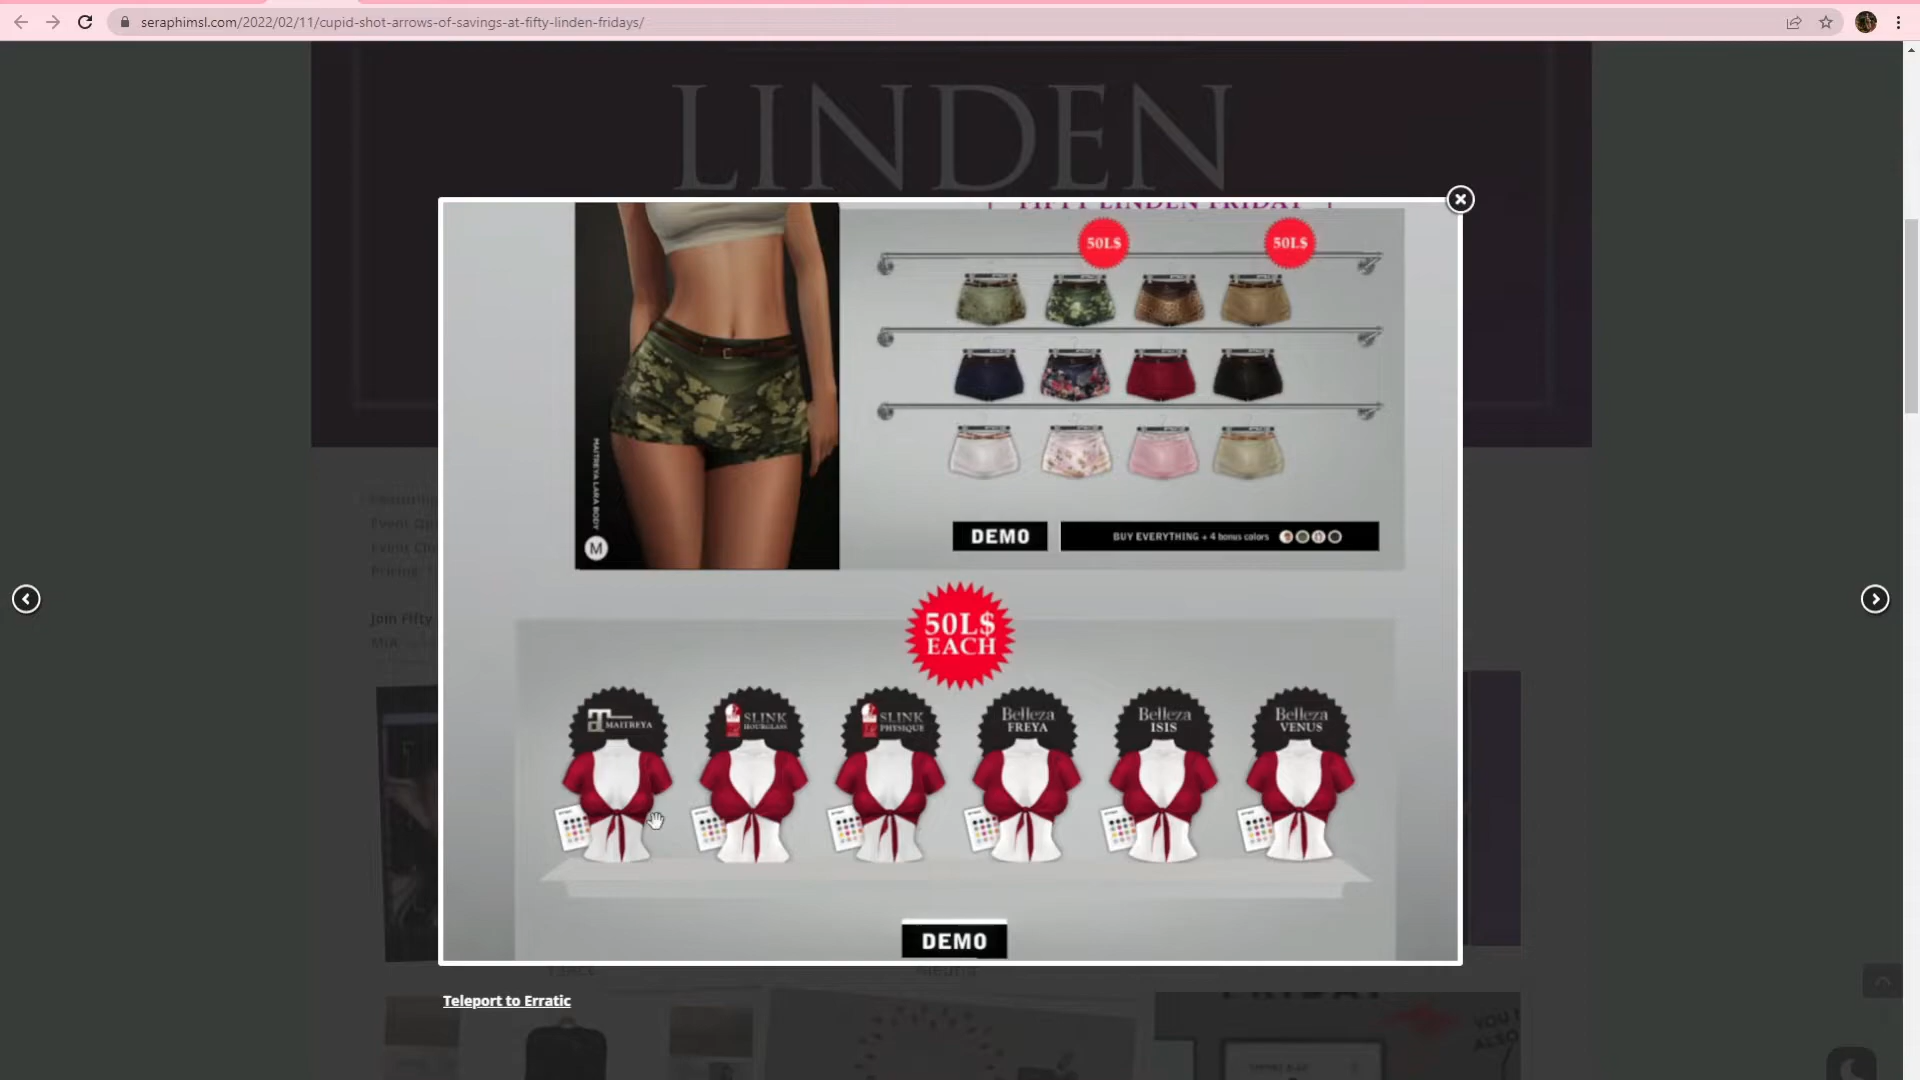 seraphimsl.com/2022/02/11/cupid-shot-arrows-of-savings-at-fifty-linden-fridays/
LINDEN
FIFTY LINDEN FRIDAY
50L$
50L$
MAITREYA LARA BODY
M
DEMO
BUY EVERYTHING + 4 bonus colors
50L$
EACH
MAITREYA
SLINK
HOURGLASS
SLINK
PHYSIQUE
Belleza
FREYA
Belleza
ISIS
Belleza
VENUS
DEMO
Join Fifty
Teleport to Erratic